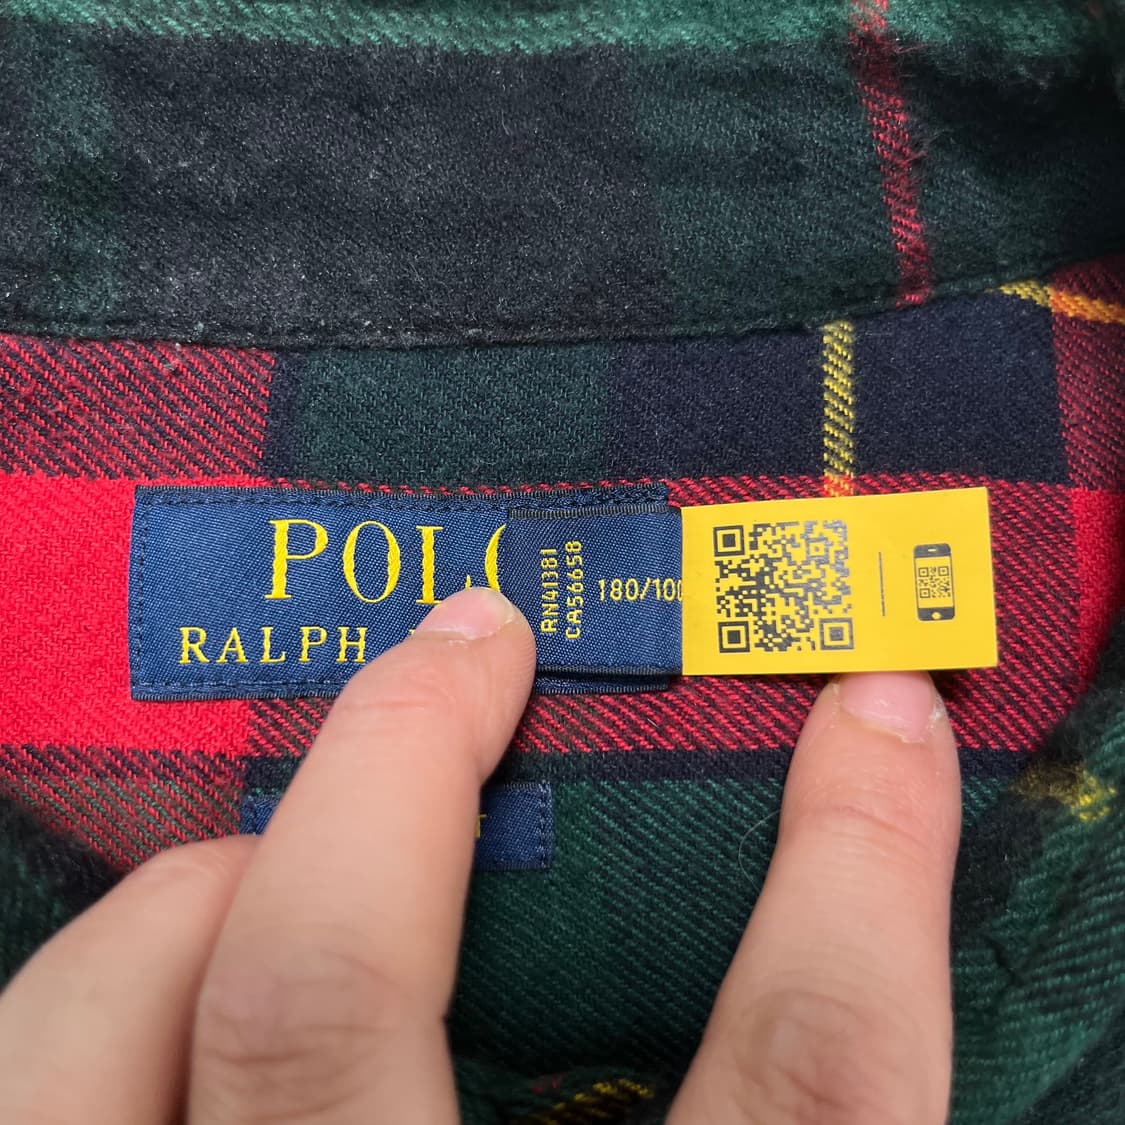 POL
RALPH
RN41381
CA56658
180/100